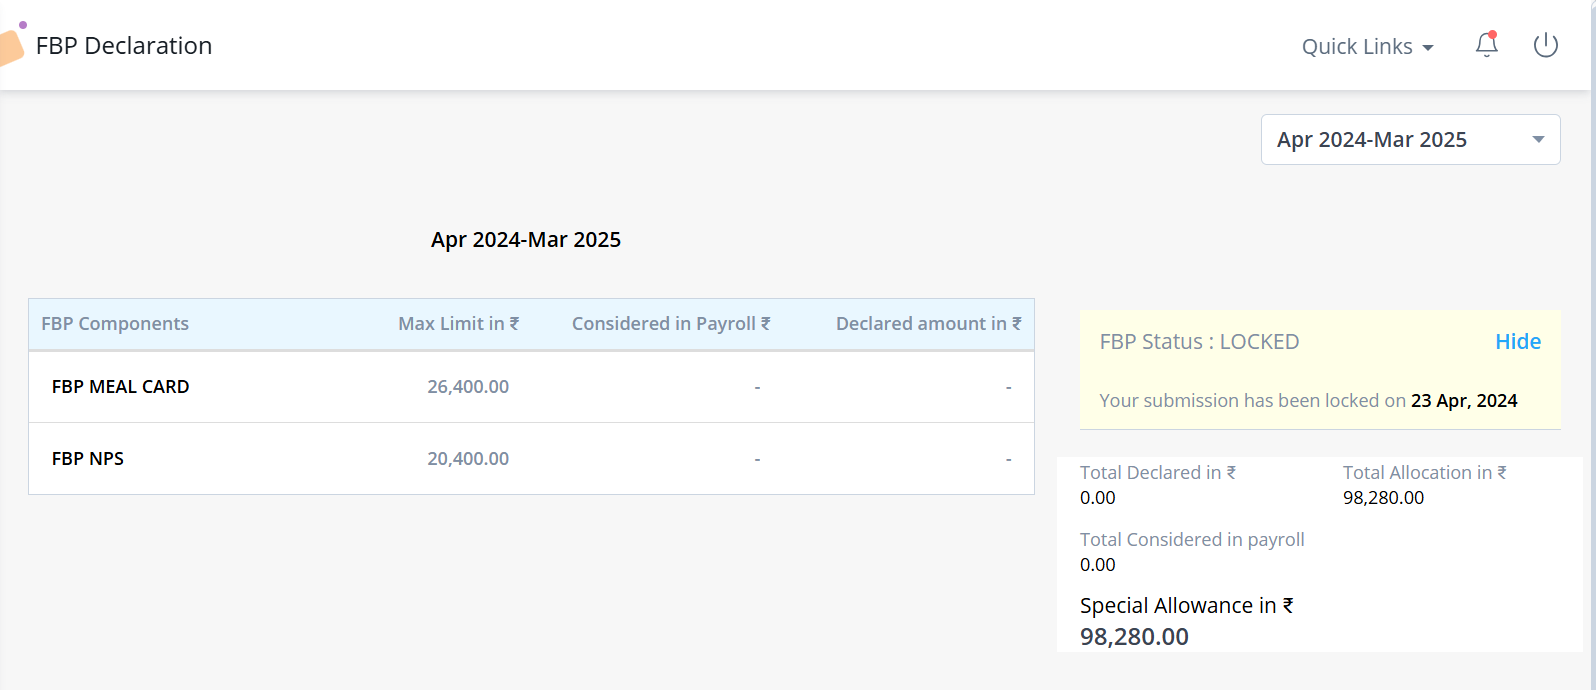 FBP Declaration
Quick Links
Apr 2024-Mar 2025
Apr 2024-Mar 2025
FBP Components Max Limit in ₹ Considered in Payroll ₹ Declared amount in ₹
FBP MEAL CARD 26,400.00 - -
FBP NPS 20,400.00 - -
FBP Status : LOCKED Hide
Your submission has been locked on 23 Apr, 2024
Total Declared in ₹ Total Allocation in ₹
0.00 98,280.00
Total Considered in payroll
0.00
Special Allowance in ₹
98,280.00